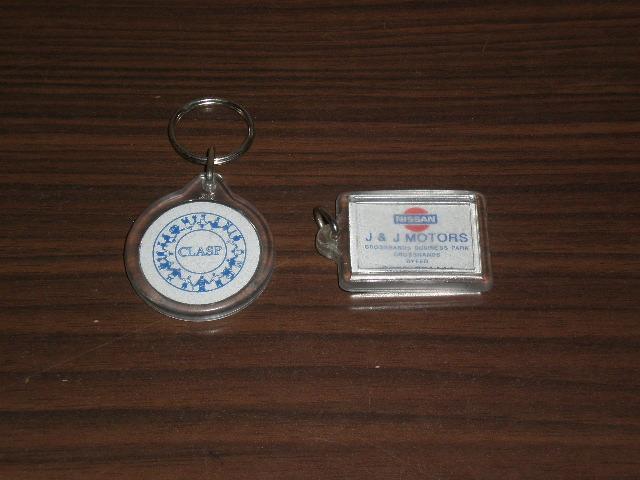 CLASP
NISSAN
J & J MOTORS
CROSSHANDS BUSINESS PARK
CROSSHANDS
DYFED